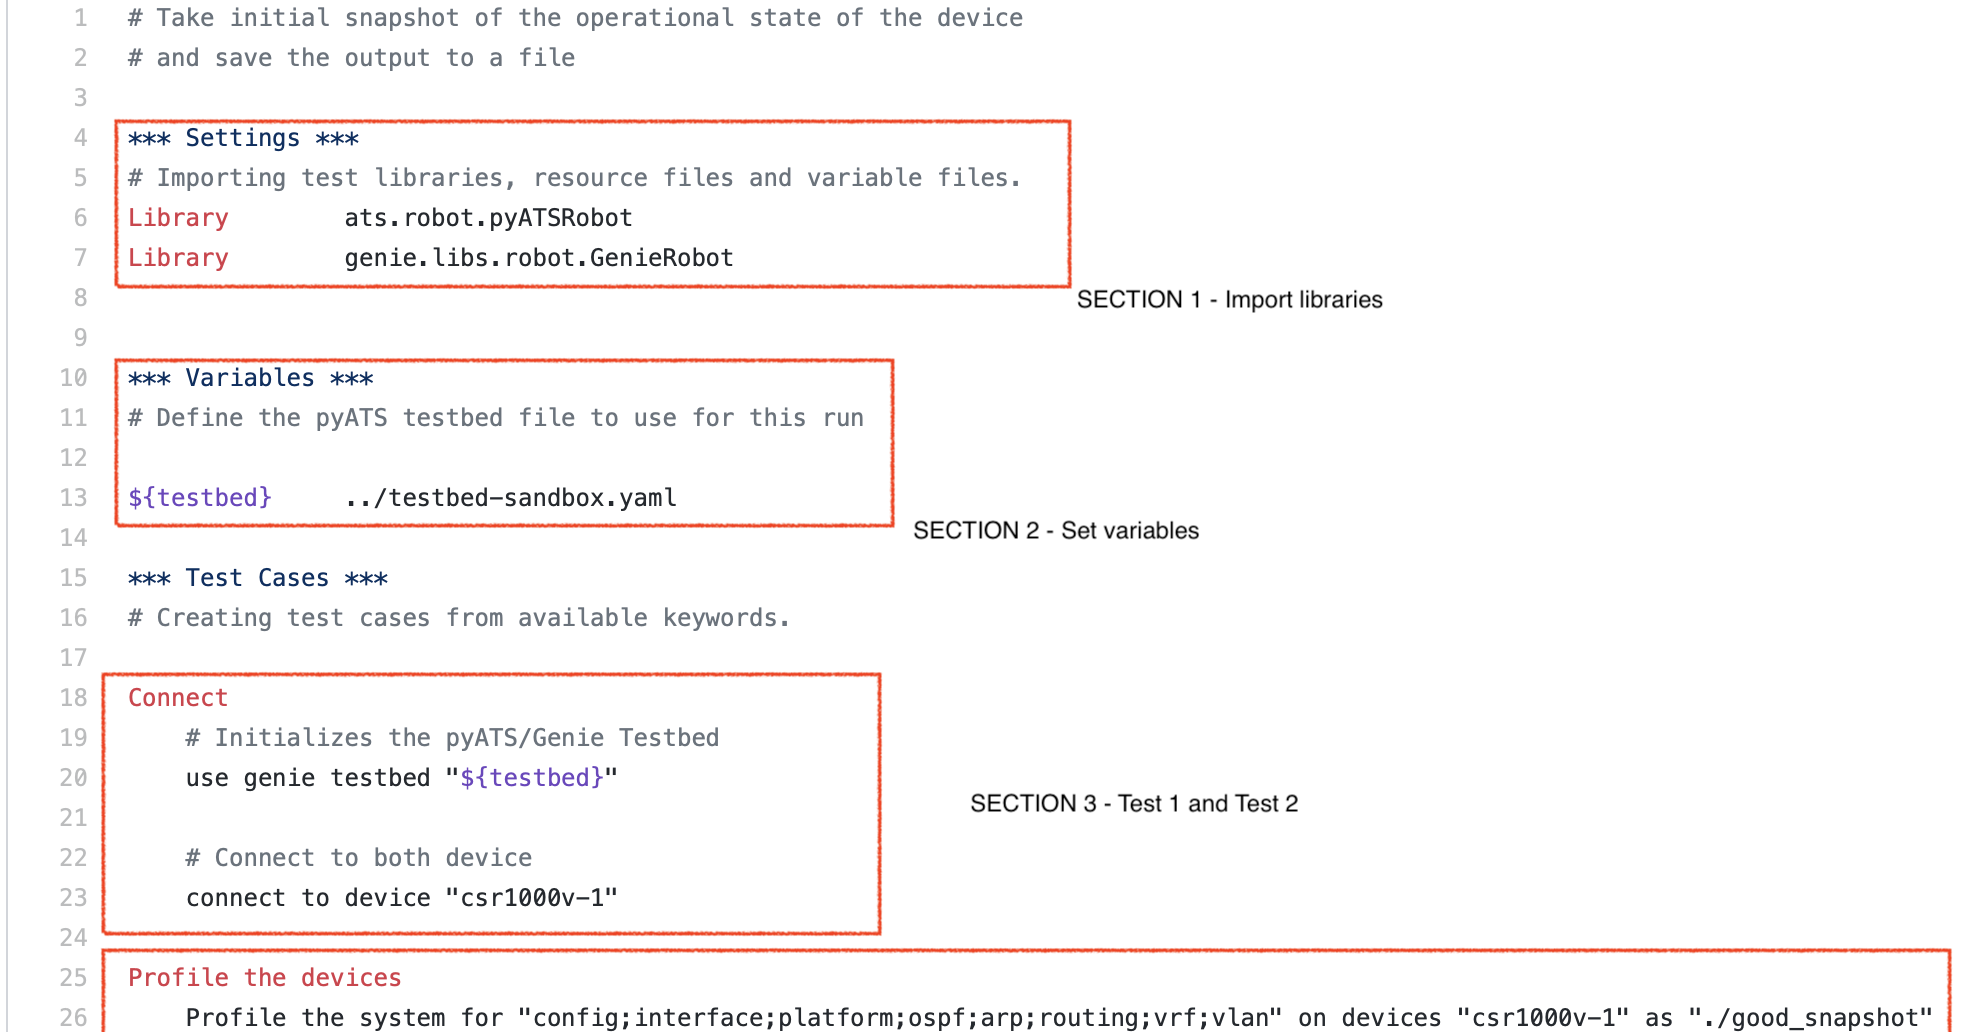 1 # Take initial snapshot of the operational state of the device
2 # and save the output to a file
3
4 *** Settings ***
5 # Importing test libraries, resource files and variable files.
6 Library        ats.robot.pyATSRobot
7 Library        genie.libs.robot.GenieRobot
8
SECTION 1 - Import libraries
9
10 *** Variables ***
11 # Define the pyATS testbed file to use for this run
12
13 ${testbed}     ../testbed-sandbox.yaml
14
SECTION 2 - Set variables
15 *** Test Cases ***
16 # Creating test cases from available keywords.
17
18 Connect
19     # Initializes the pyATS/Genie Testbed
20     use genie testbed "${testbed}"
21
SECTION 3 - Test 1 and Test 2
22     # Connect to both device
23     connect to device "csr1000v-1"
24
25 Profile the devices
26     Profile the system for "config;interface;platform;ospf;arp;routing;vrf;vlan" on devices "csr1000v-1" as "./good_snapshot"